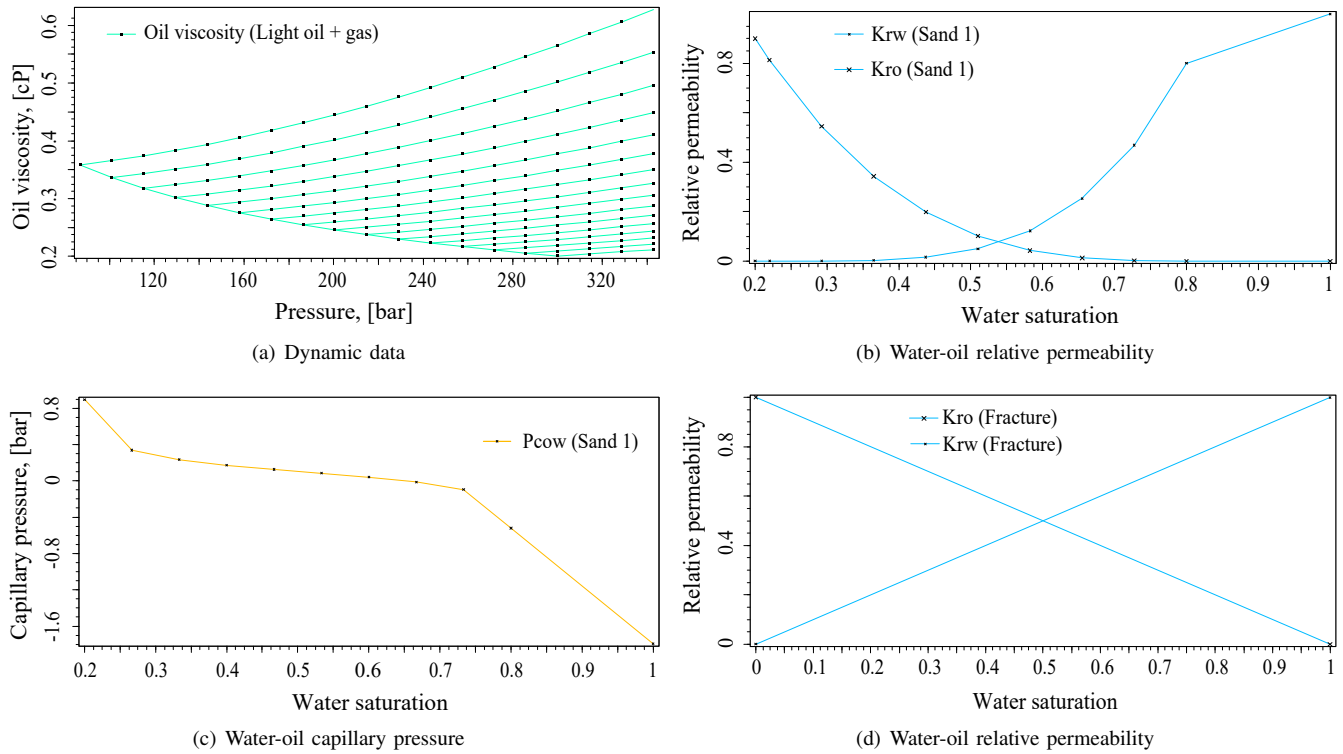 Oil viscosity (Light oil + gas)
Oil viscosity, [cP]
0.6
0.5
0.4
0.3
0.2
120 160 200 240 280 320
Pressure, [bar]
(a) Dynamic data
Krw (Sand 1)
Kro (Sand 1)
Relative permeability
0.8
0.4
0
0.2 0.3 0.4 0.5 0.6 0.7 0.8 0.9 1
Water saturation
(b) Water-oil relative permeability
Pcow (Sand 1)
Capillary pressure, [bar]
0.8
0
-0.8
-1.6
0.2 0.3 0.4 0.5 0.6 0.7 0.8 0.9 1
Water saturation
(c) Water-oil capillary pressure
Kro (Fracture)
Krw (Fracture)
Relative permeability
0.8
0.4
0
0 0.1 0.2 0.3 0.4 0.5 0.6 0.7 0.8 0.9 1
Water saturation
(d) Water-oil relative permeability